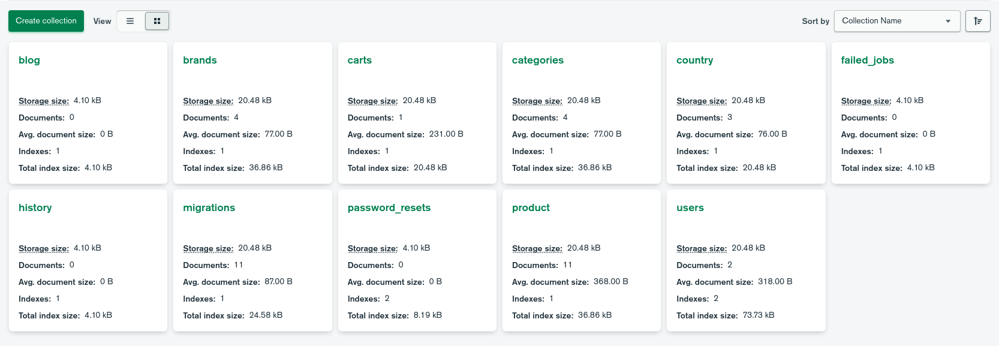 Create collection View Sort by Collection Name
blog
Storage size: 4.10 kB
Documents: 0
Avg. document size: 0 B
Indexes: 1
Total index size: 4.10 kB
brands
Storage size: 20.48 kB
Documents: 4
Avg. document size: 77.00 B
Indexes: 1
Total index size: 36.86 kB
carts
Storage size: 20.48 kB
Documents: 1
Avg. document size: 231.00 B
Indexes: 1
Total index size: 20.48 kB
categories
Storage size: 20.48 kB
Documents: 4
Avg. document size: 77.00 B
Indexes: 1
Total index size: 36.86 kB
country
Storage size: 20.48 kB
Documents: 3
Avg. document size: 76.00 B
Indexes: 1
Total index size: 20.48 kB
failed_jobs
Storage size: 4.10 kB
Documents: 0
Avg. document size: 0 B
Indexes: 1
Total index size: 4.10 kB
history
Storage size: 4.10 kB
Documents: 0
Avg. document size: 0 B
Indexes: 1
Total index size: 4.10 kB
migrations
Storage size: 20.48 kB
Documents: 11
Avg. document size: 87.00 B
Indexes: 1
Total index size: 24.58 kB
password_resets
Storage size: 4.10 kB
Documents: 0
Avg. document size: 0 B
Indexes: 2
Total index size: 8.19 kB
product
Storage size: 20.48 kB
Documents: 11
Avg. document size: 368.00 B
Indexes: 1
Total index size: 36.86 kB
users
Storage size: 20.48 kB
Documents: 2
Avg. document size: 318.00 B
Indexes: 2
Total index size: 73.73 kB